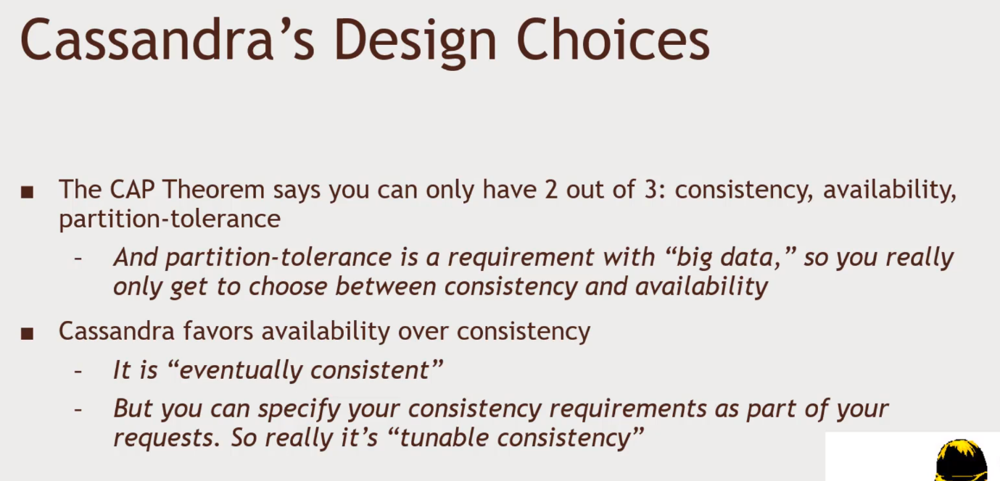 Cassandra’s Design Choices
■ The CAP Theorem says you can only have 2 out of 3: consistency, availability,
partition-tolerance
– And partition-tolerance is a requirement with “big data,” so you really
only get to choose between consistency and availability
■ Cassandra favors availability over consistency
– It is “eventually consistent”
– But you can specify your consistency requirements as part of your
requests. So really it’s “tunable consistency”